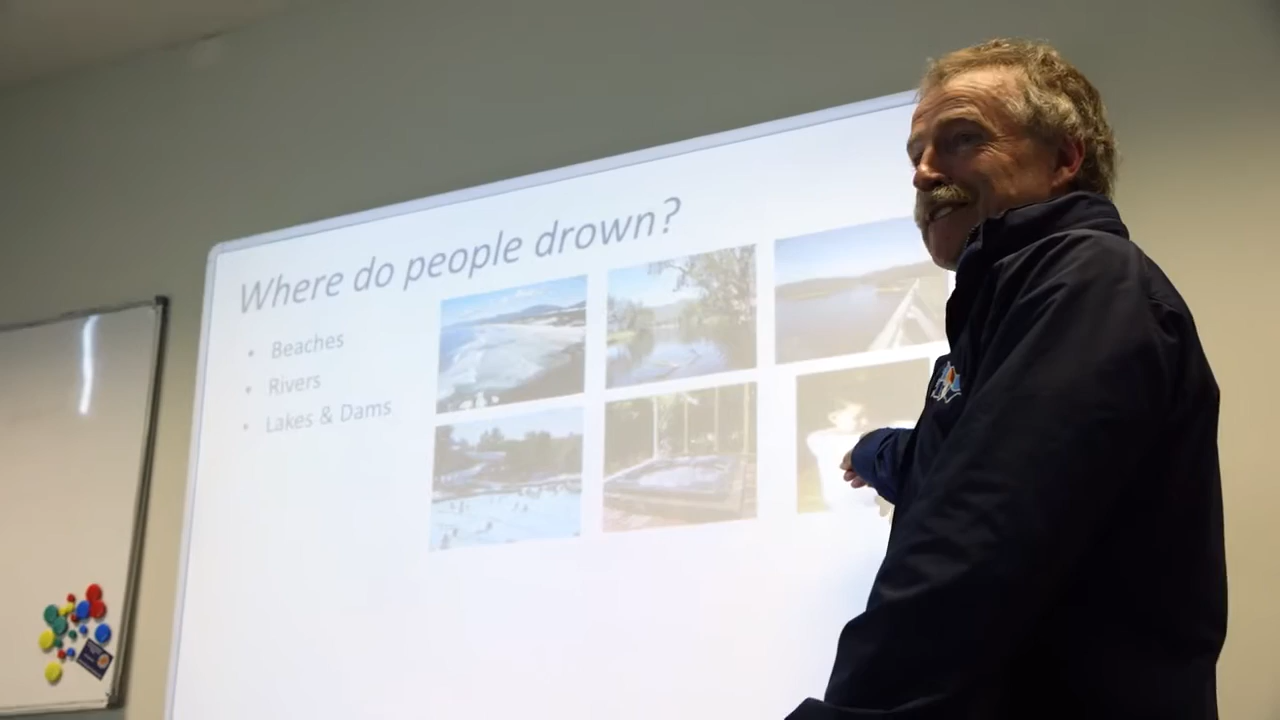 Where do people drown?
• Beaches
• Rivers
• Lakes & Dams